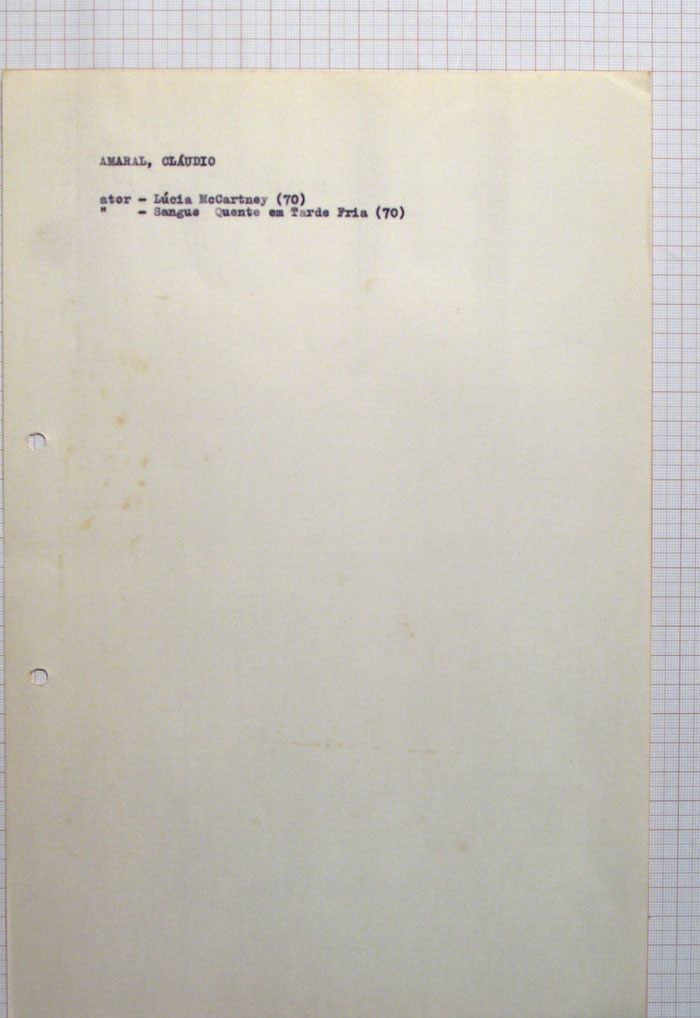 AMARAL, CLÁUDIO
ator - Lúcia McCartney (70)
" - Sangue Quente em Tarde Fria (70)